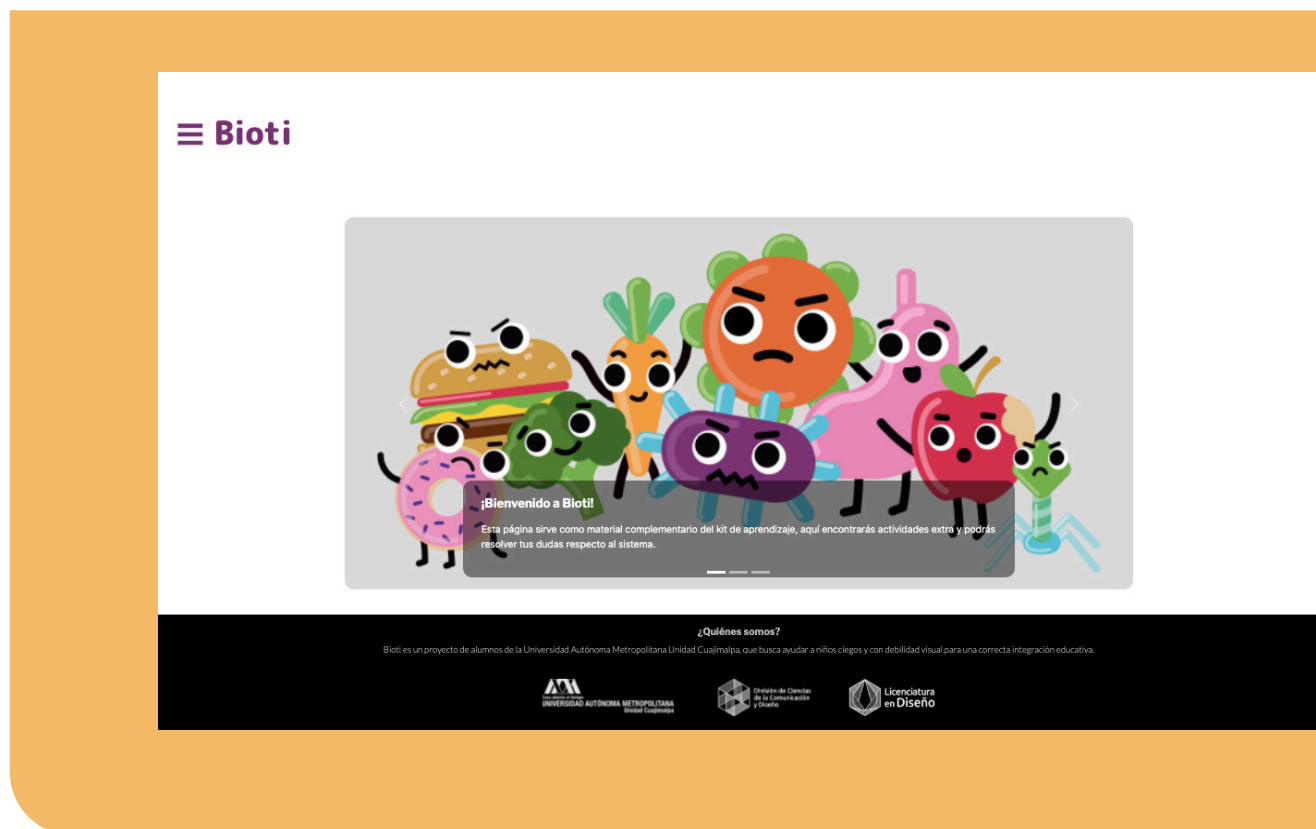 Bioti
¡Bienvenido a Bioti!
Esta página sirve como material complementario del kit de aprendizaje, aquí encontrarás actividades extra y podrás
resolver tus dudas respecto al sistema.
¿Quiénes somos?
Bioti es un proyecto de alumnos de la Universidad Autónoma Metropolitana Unidad Cuajimalpa, que busca ayudar a niños ciegos y con debilidad visual para una correcta integración educativa.
UNIVERSIDAD AUTÓNOMA METROPOLITANA
Unidad Cuajimalpa
División de Ciencias
de la Comunicación
y Diseño
Licenciatura
en Diseño